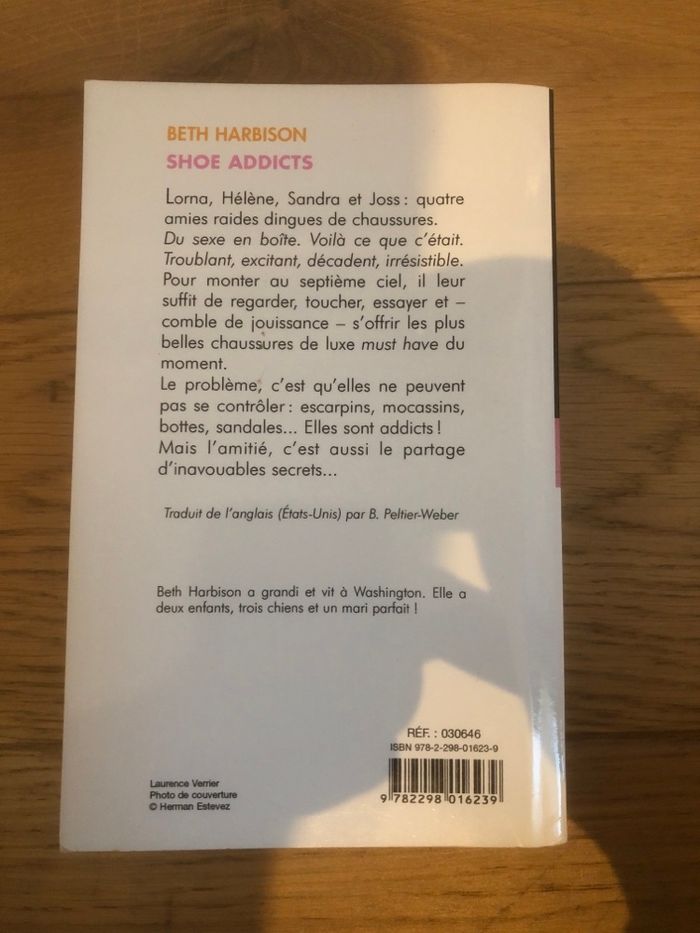 BETH HARBISON
SHOE ADDICTS
Lorna, Hélène, Sandra et Joss : quatre
amies raides dingues de chaussures.
Du sexe en boîte. Voilà ce que c'était.
Troublant, excitant, décadent, irrésistible.
Pour monter au septième ciel, il leur
suffit de regarder, toucher, essayer et –
comble de jouissance – s'offrir les plus
belles chaussures de luxe must have du
moment.
Le problème, c'est qu'elles ne peuvent
pas se contrôler : escarpins, mocassins,
bottes, sandales... Elles sont addicts !
Mais l'amitié, c'est aussi le partage
d'inavouables secrets...
Traduit de l'anglais (États-Unis) par B. Peltier-Weber
Beth Harbison a grandi et vit à Washington. Elle a
deux enfants, trois chiens et un mari parfait !
RÉF. : 030646
ISBN 978-2-298-01623-9
9 782298 016239
Laurence Verrier
Photo de couverture
© Herman Estevez